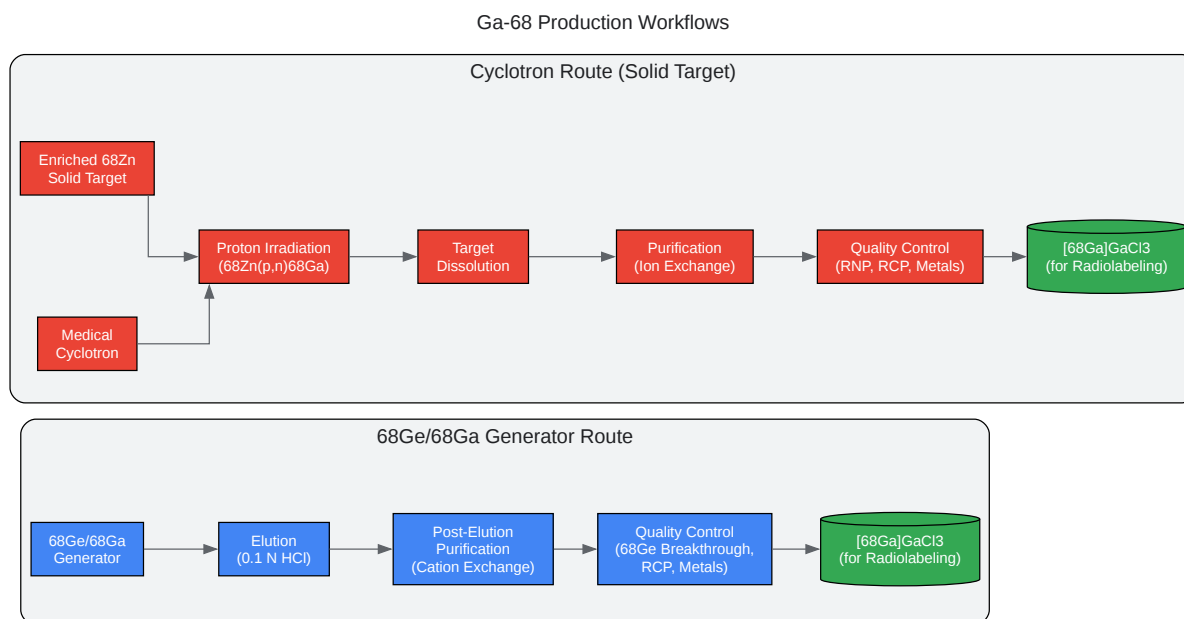 Ga-68 Production Workflows
Cyclotron Route (Solid Target)
Enriched 68Zn
Solid Target
Proton Irradiation
(68Zn(p,n)68Ga)
Target
Dissolution
Purification
(Ion Exchange)
Quality Control
(RNP, RCP, Metals)
[68Ga]GaCl3
(for Radiolabeling)
Medical
Cyclotron
68Ge/68Ga Generator Route
68Ge/68Ga
Generator
Elution
(0.1 N HCl)
Post-Elution
Purification
(Cation Exchange)
Quality Control
(68Ge Breakthrough,
RCP, Metals)
[68Ga]GaCl3
(for Radiolabeling)